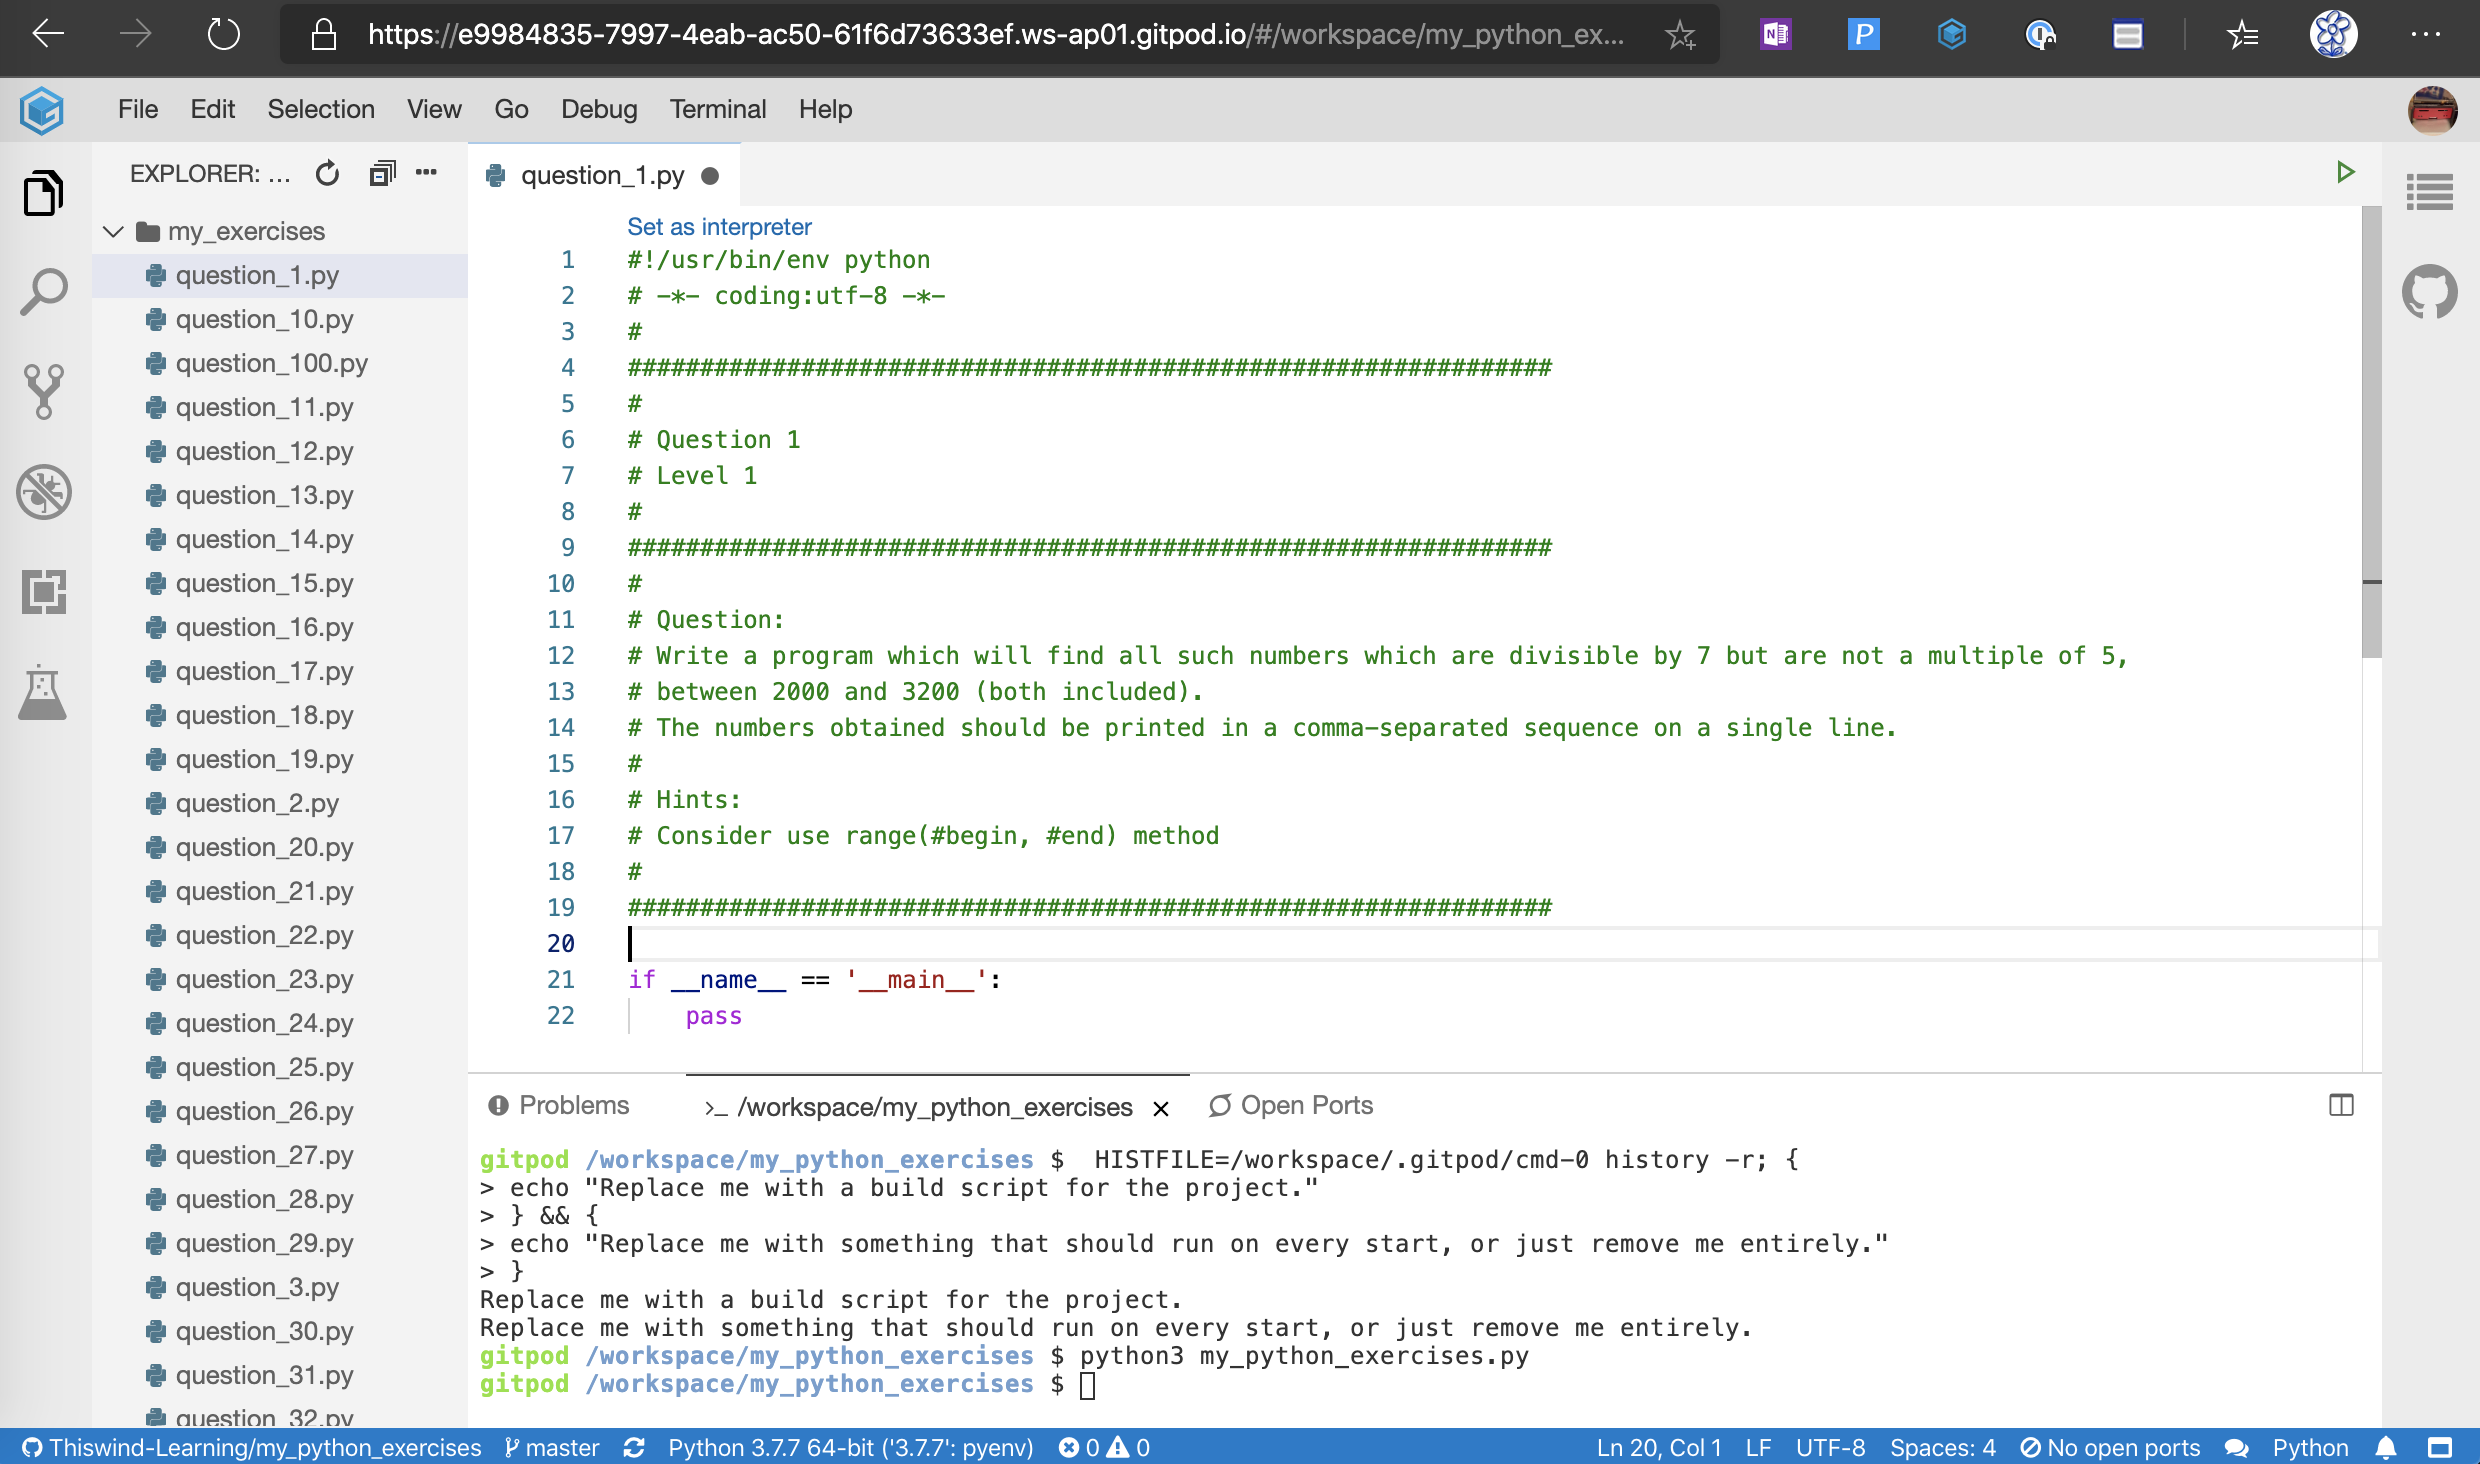 https://e9984835-7997-4eab-ac50-61f6d73633ef.ws-ap01.gitpod.io/#/workspace/my_python_ex...
File Edit Selection View Go Debug Terminal Help
EXPLORER: ...
my_exercises
question_1.py
question_10.py
question_100.py
question_11.py
question_12.py
question_13.py
question_14.py
question_15.py
question_16.py
question_17.py
question_18.py
question_19.py
question_2.py
question_20.py
question_21.py
question_22.py
question_23.py
question_24.py
question_25.py
question_26.py
question_27.py
question_28.py
question_29.py
question_3.py
question_30.py
question_31.py
question_32.py
question_1.py
Set as interpreter
1 #!/usr/bin/env python
2 # -*- coding:utf-8 -*-
3 #
4 ################################################################
5 #
6 # Question 1
7 # Level 1
8 #
9 ################################################################
10 #
11 # Question:
12 # Write a program which will find all such numbers which are divisible by 7 but are not a multiple of 5,
13 # between 2000 and 3200 (both included).
14 # The numbers obtained should be printed in a comma-separated sequence on a single line.
15 #
16 # Hints:
17 # Consider use range(#begin, #end) method
18 #
19 ################################################################
20
21 if __name__ == '__main__':
22     pass
Problems >_ /workspace/my_python_exercises × Open Ports
gitpod /workspace/my_python_exercises $  HISTFILE=/workspace/.gitpod/cmd-0 history -r; {
> echo "Replace me with a build script for the project."
> } && {
> echo "Replace me with something that should run on every start, or just remove me entirely."
> }
Replace me with a build script for the project.
Replace me with something that should run on every start, or just remove me entirely.
gitpod /workspace/my_python_exercises $ python3 my_python_exercises.py
gitpod /workspace/my_python_exercises $
Thiswind-Learning/my_python_exercises master Python 3.7.7 64-bit ('3.7.7': pyenv) 0 0 Ln 20, Col 1 LF UTF-8 Spaces: 4 No open ports Python